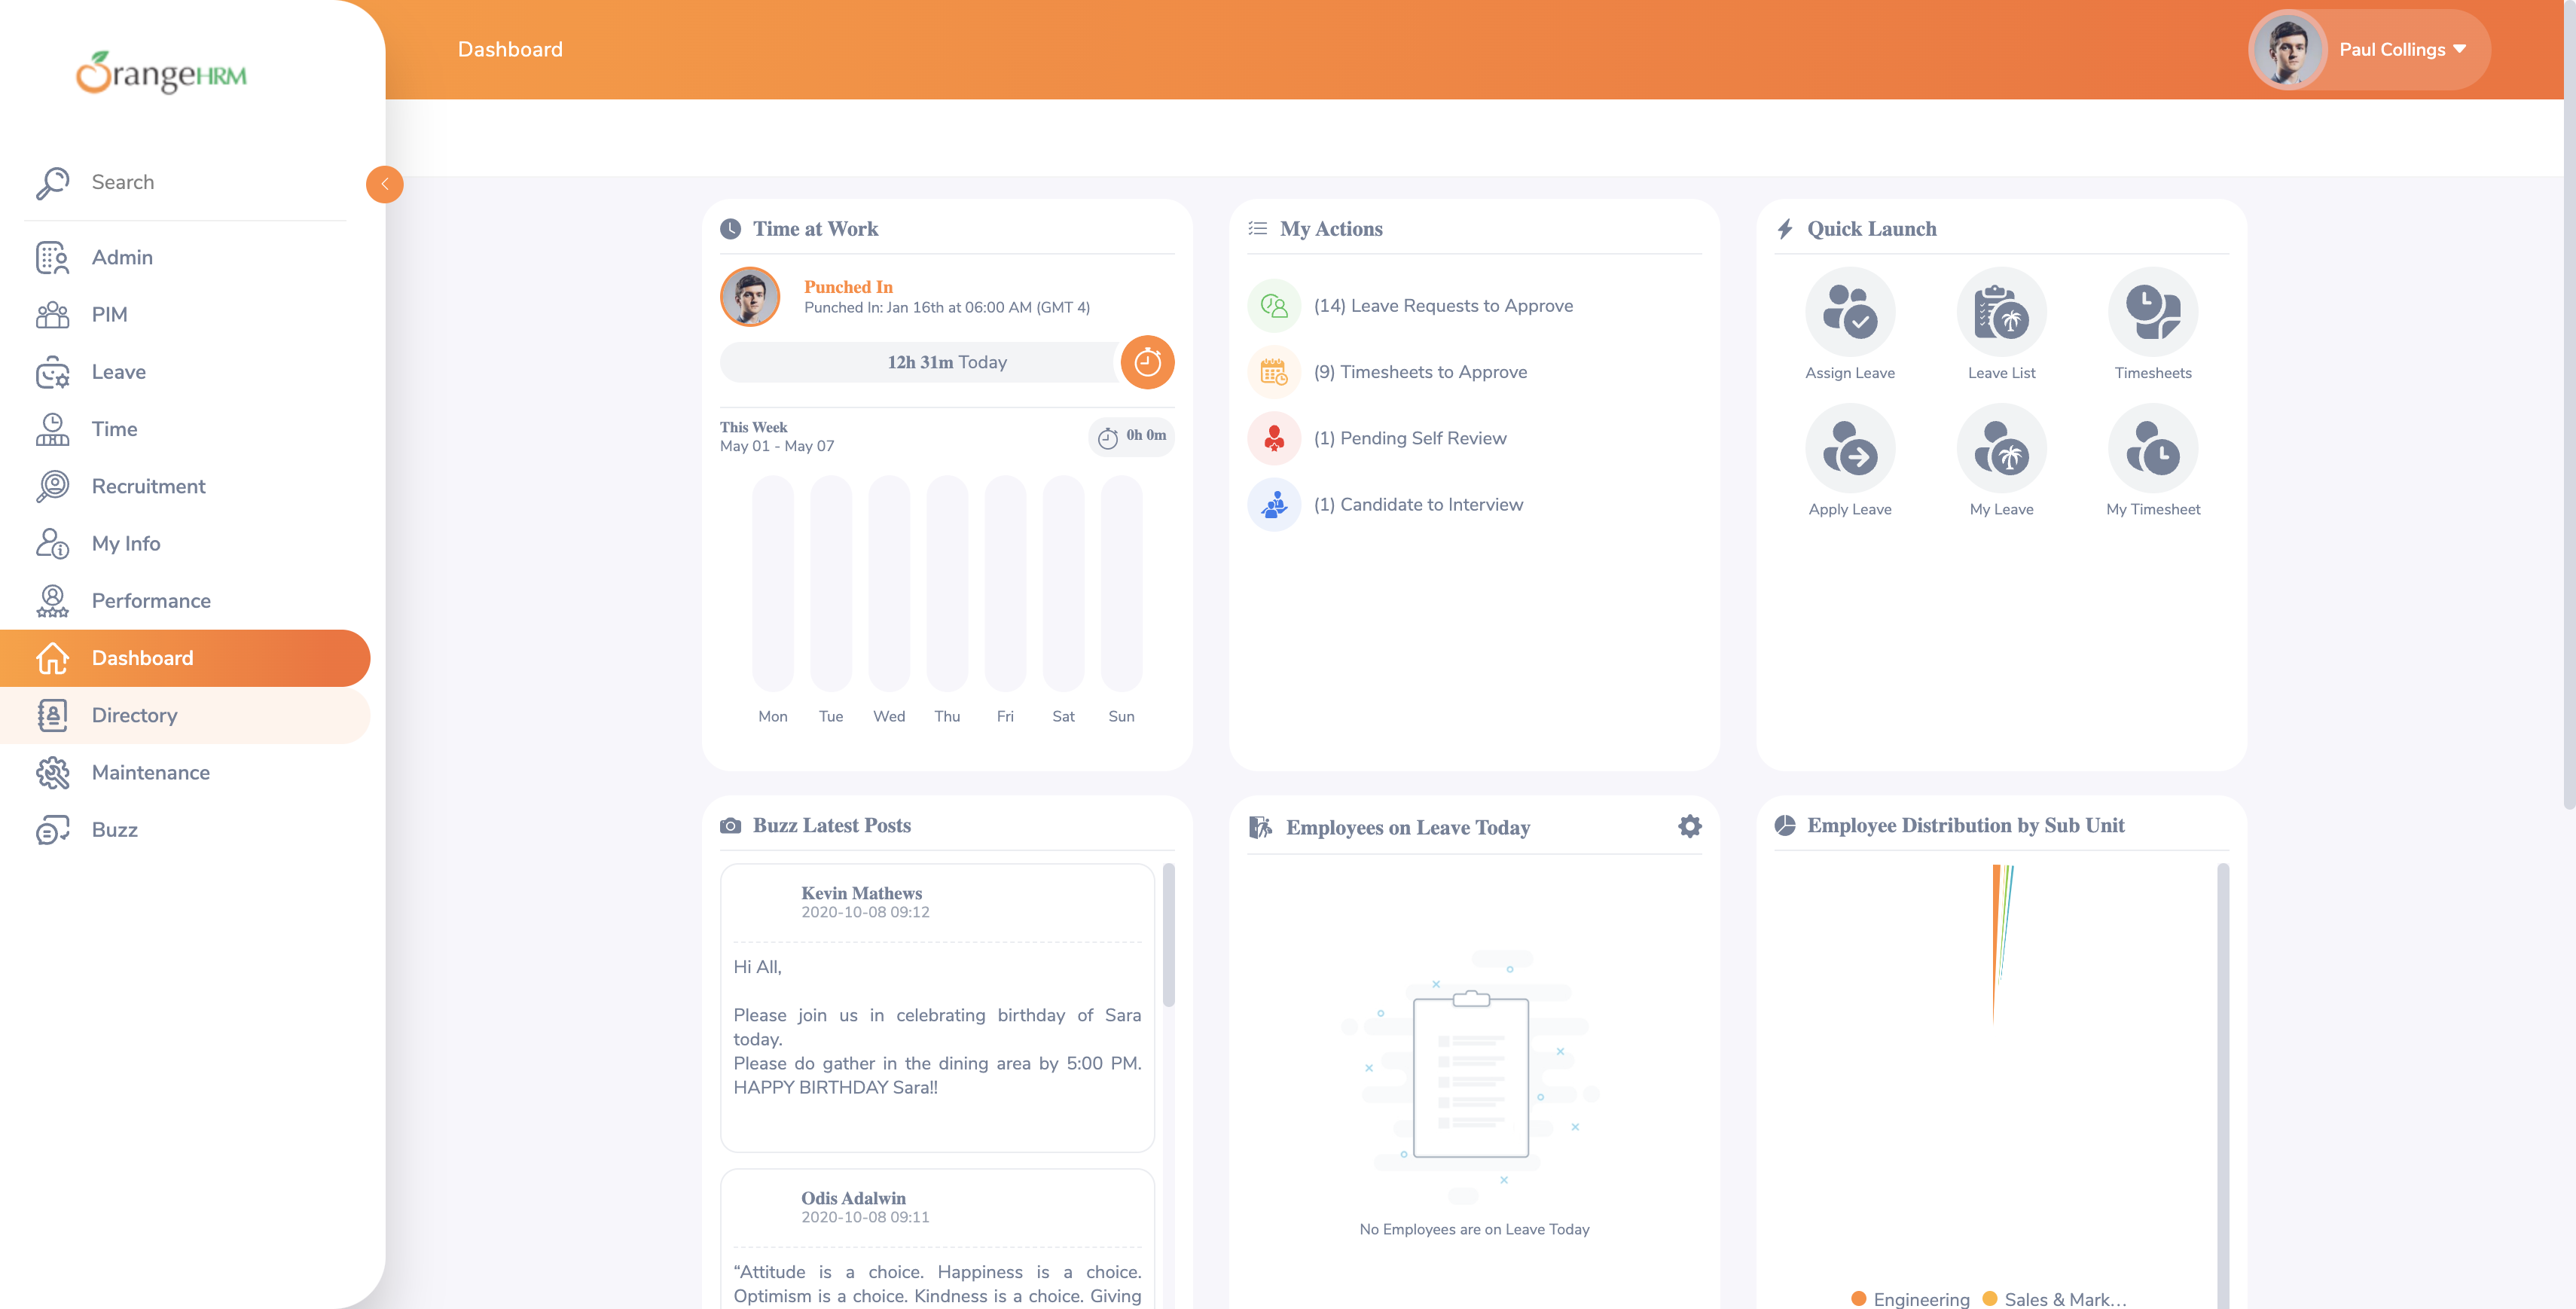 OrangeHRM
Dashboard
Paul Collings
Search
Admin
PIM
Leave
Time
Recruitment
My Info
Performance
Dashboard
Directory
Maintenance
Buzz
Time at Work
Punched In
Punched In: Jan 16th at 06:00 AM (GMT 4)
12h 31m Today
This Week
May 01 - May 07
0h 0m
Mon Tue Wed Thu Fri Sat Sun
My Actions
(14) Leave Requests to Approve
(9) Timesheets to Approve
(1) Pending Self Review
(1) Candidate to Interview
Quick Launch
Assign Leave Leave List Timesheets
Apply Leave My Leave My Timesheet
Buzz Latest Posts
Kevin Mathews
2020-10-08 09:12
Hi All,
Please join us in celebrating birthday of Sara
today.
Please do gather in the dining area by 5:00 PM.
HAPPY BIRTHDAY Sara!!
Odis Adalwin
2020-10-08 09:11
“Attitude is a choice. Happiness is a choice.
Optimism is a choice. Kindness is a choice. Giving
Employees on Leave Today
No Employees are on Leave Today
Employee Distribution by Sub Unit
Engineering Sales & Mark...